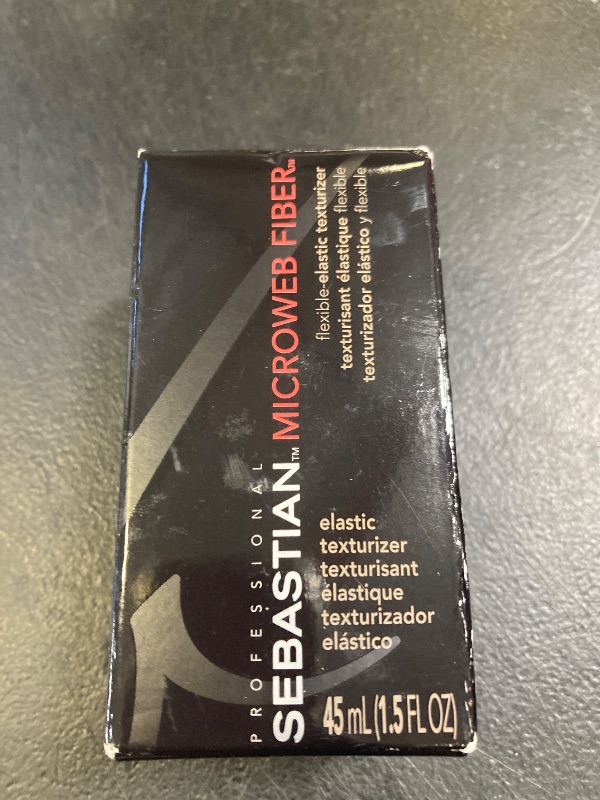 PROFESSIONAL
SEBASTIAN™ MICROWEB FIBER™
flexible-elastic texturizer
texturisant élastique flexible
texturizador elástico y flexible
elastic
texturizer
texturisant
élastique
texturizador
elástico
45 mL (1.5 FL OZ)